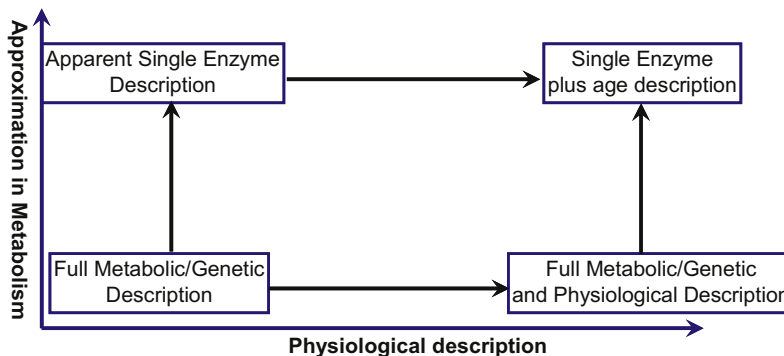 Approximation in Metabolism
Apparent Single Enzyme
Description
Single Enzyme
plus age description
Full Metabolic/Genetic
Description
Full Metabolic/Genetic
and Physiological Description
Physiological description